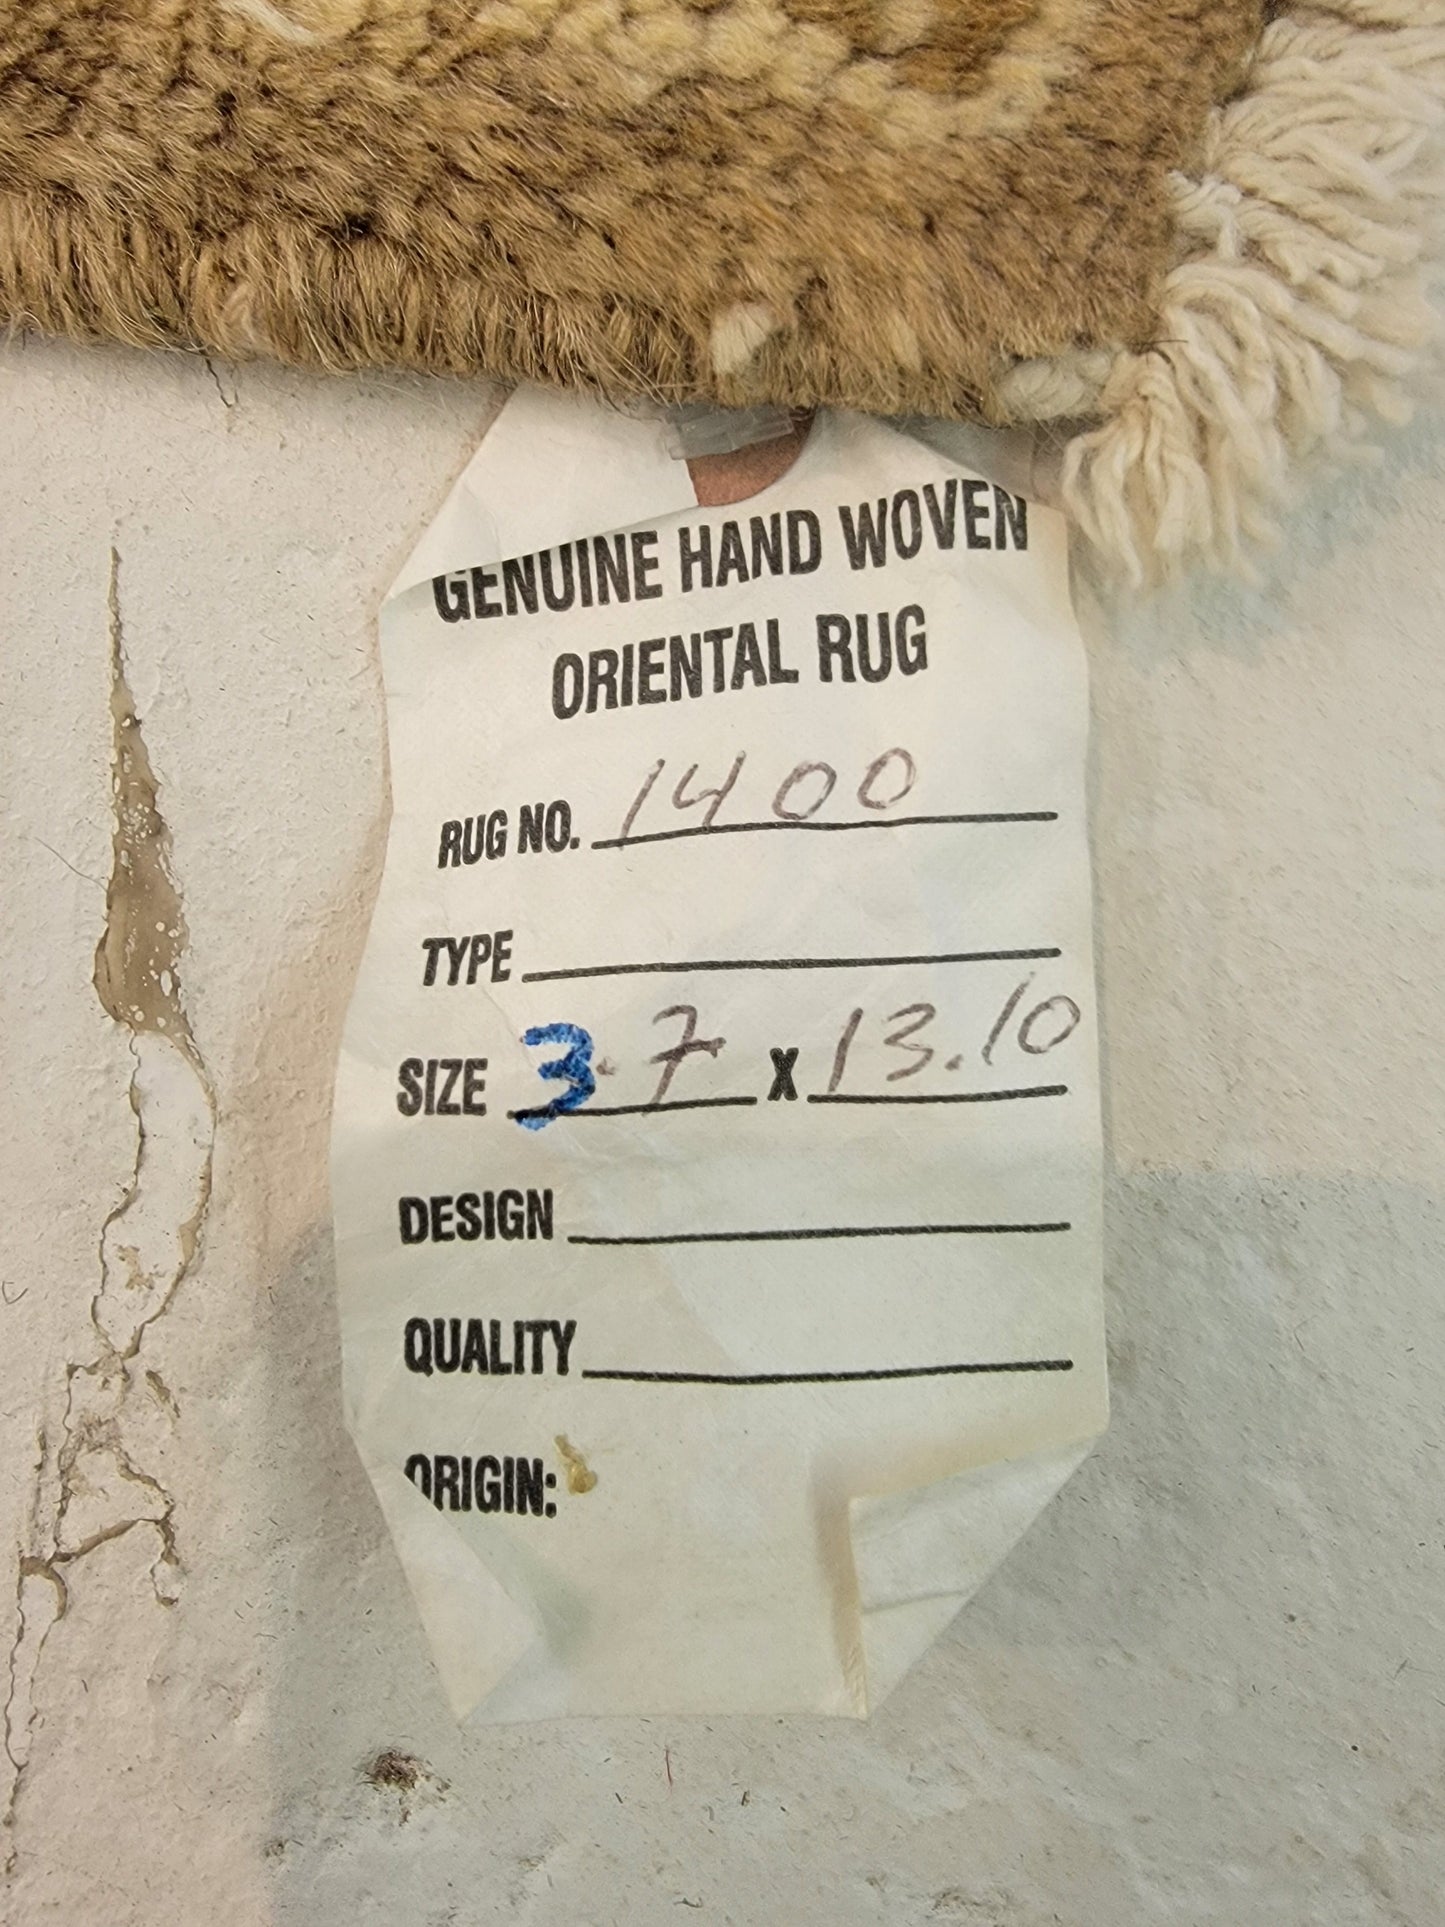 GENUINE HAND WOVEN
ORIENTAL RUG
RUG NO. 1400
TYPE
SIZE 3.7 X 13.10
DESIGN
QUALITY
ORIGIN: